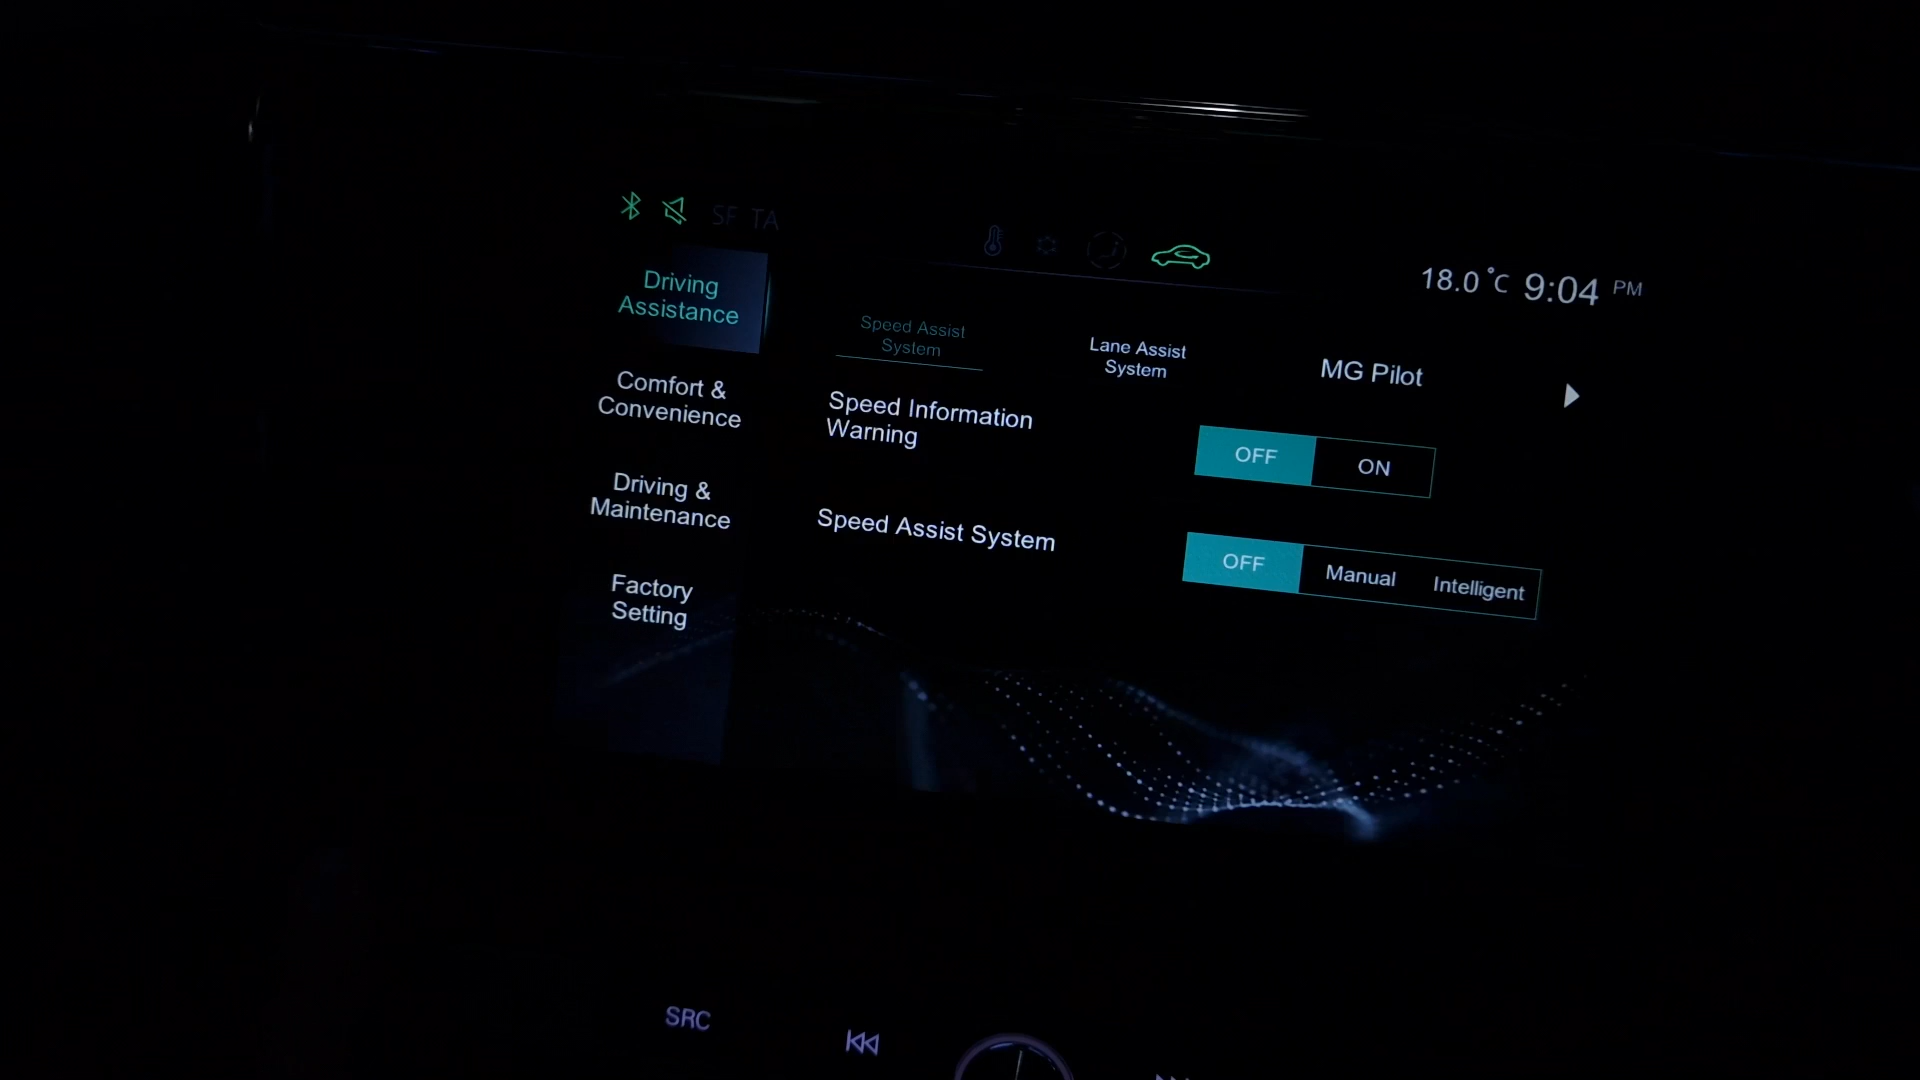 SF TA
18.0 °C 9:04 PM
Driving
Assistance
Comfort &
Convenience
Driving &
Maintenance
Factory
Setting
Speed Assist
System
Lane Assist
System
MG Pilot
Speed Information
Warning
OFF ON
Speed Assist System
OFF Manual Intelligent
SRC